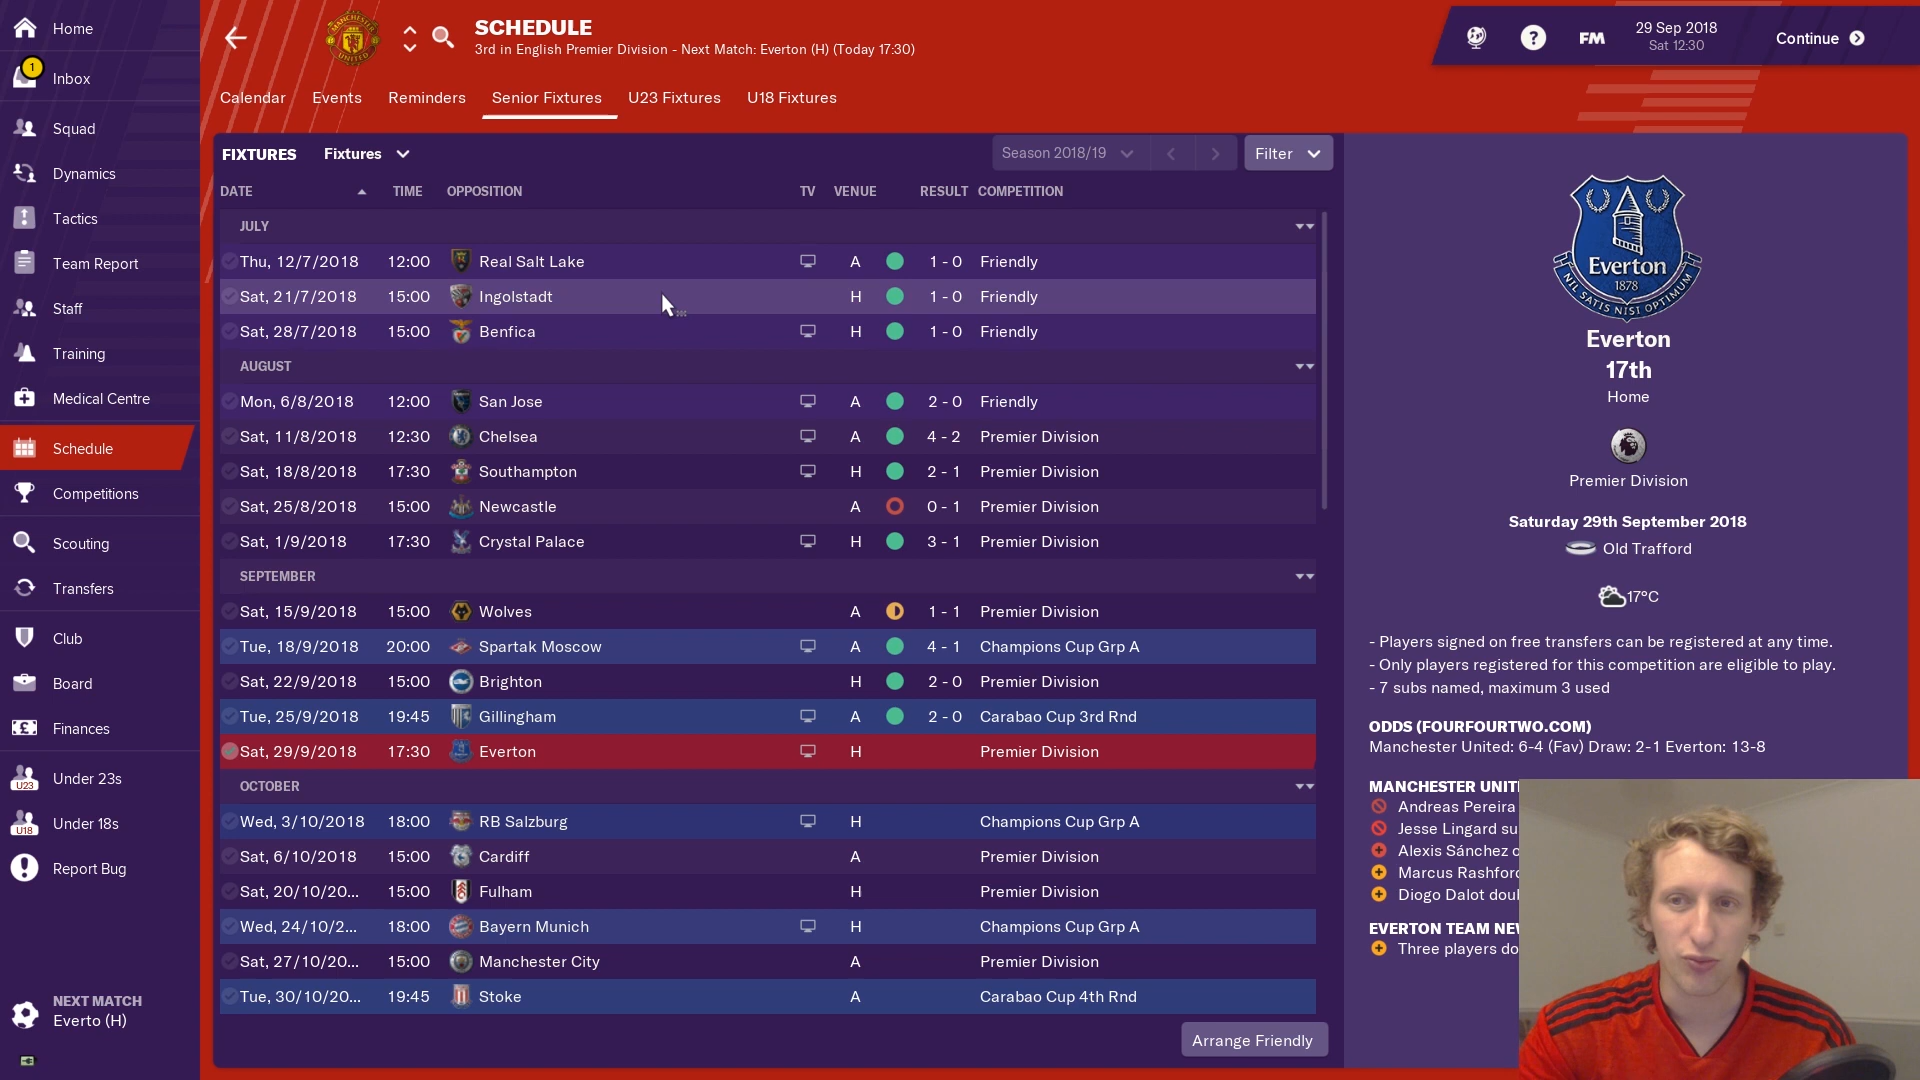 Home
1
Inbox
Squad
Dynamics
Tactics
Team Report
Staff
Training
Medical Centre
Schedule
Competitions
Scouting
Transfers
Club
Board
Finances
U23
Under 23s
U18
Under 18s
Report Bug
NEXT MATCH
Everto (H)
MANCHESTER
UNITED
SCHEDULE
3rd in English Premier Division - Next Match: Everton (H) (Today 17:30)
?
FM
29 Sep 2018
Sat 12:30
Continue
Calendar
Events
Reminders
Senior Fixtures
U23 Fixtures
U18 Fixtures
FIXTURES
Fixtures
Season 2018/19
Filter
DATE TIME OPPOSITION TV VENUE RESULT COMPETITION
JULY
Thu, 12/7/2018 12:00 Real Salt Lake A 1 - 0 Friendly
Sat, 21/7/2018 15:00 Ingolstadt H 1 - 0 Friendly
Sat, 28/7/2018 15:00 Benfica H 1 - 0 Friendly
AUGUST
Mon, 6/8/2018 12:00 San Jose A 2 - 0 Friendly
Sat, 11/8/2018 12:30 Chelsea A 4 - 2 Premier Division
Sat, 18/8/2018 17:30 Southampton H 2 - 1 Premier Division
Sat, 25/8/2018 15:00 Newcastle A 0 - 1 Premier Division
Sat, 1/9/2018 17:30 Crystal Palace H 3 - 1 Premier Division
SEPTEMBER
Sat, 15/9/2018 15:00 Wolves A 1 - 1 Premier Division
Tue, 18/9/2018 20:00 Spartak Moscow A 4 - 1 Champions Cup Grp A
Sat, 22/9/2018 15:00 Brighton H 2 - 0 Premier Division
Tue, 25/9/2018 19:45 Gillingham A 2 - 0 Carabao Cup 3rd Rnd
Sat, 29/9/2018 17:30 Everton H Premier Division
OCTOBER
Wed, 3/10/2018 18:00 RB Salzburg H Champions Cup Grp A
Sat, 6/10/2018 15:00 Cardiff A Premier Division
Sat, 20/10/20... 15:00 Fulham H Premier Division
Wed, 24/10/2... 18:00 Bayern Munich H Champions Cup Grp A
Sat, 27/10/20... 15:00 Manchester City A Premier Division
Tue, 30/10/20... 19:45 Stoke A Carabao Cup 4th Rnd
Arrange Friendly
Everton
1878
NIL SATIS NISI OPTIMUM
Everton
17th
Home
Premier Division
Saturday 29th September 2018
Old Trafford
17°C
- Players signed on free transfers can be registered at any time.
- Only players registered for this competition are eligible to play.
- 7 subs named, maximum 3 used
ODDS (FOURFOURTWO.COM)
Manchester United: 6-4 (Fav) Draw: 2-1 Everton: 13-8
MANCHESTER UNIT
Andreas Pereira
Jesse Lingard su
Alexis Sánchez
Marcus Rashford
Diogo Dalot doul
EVERTON TEAM NEW
Three players do